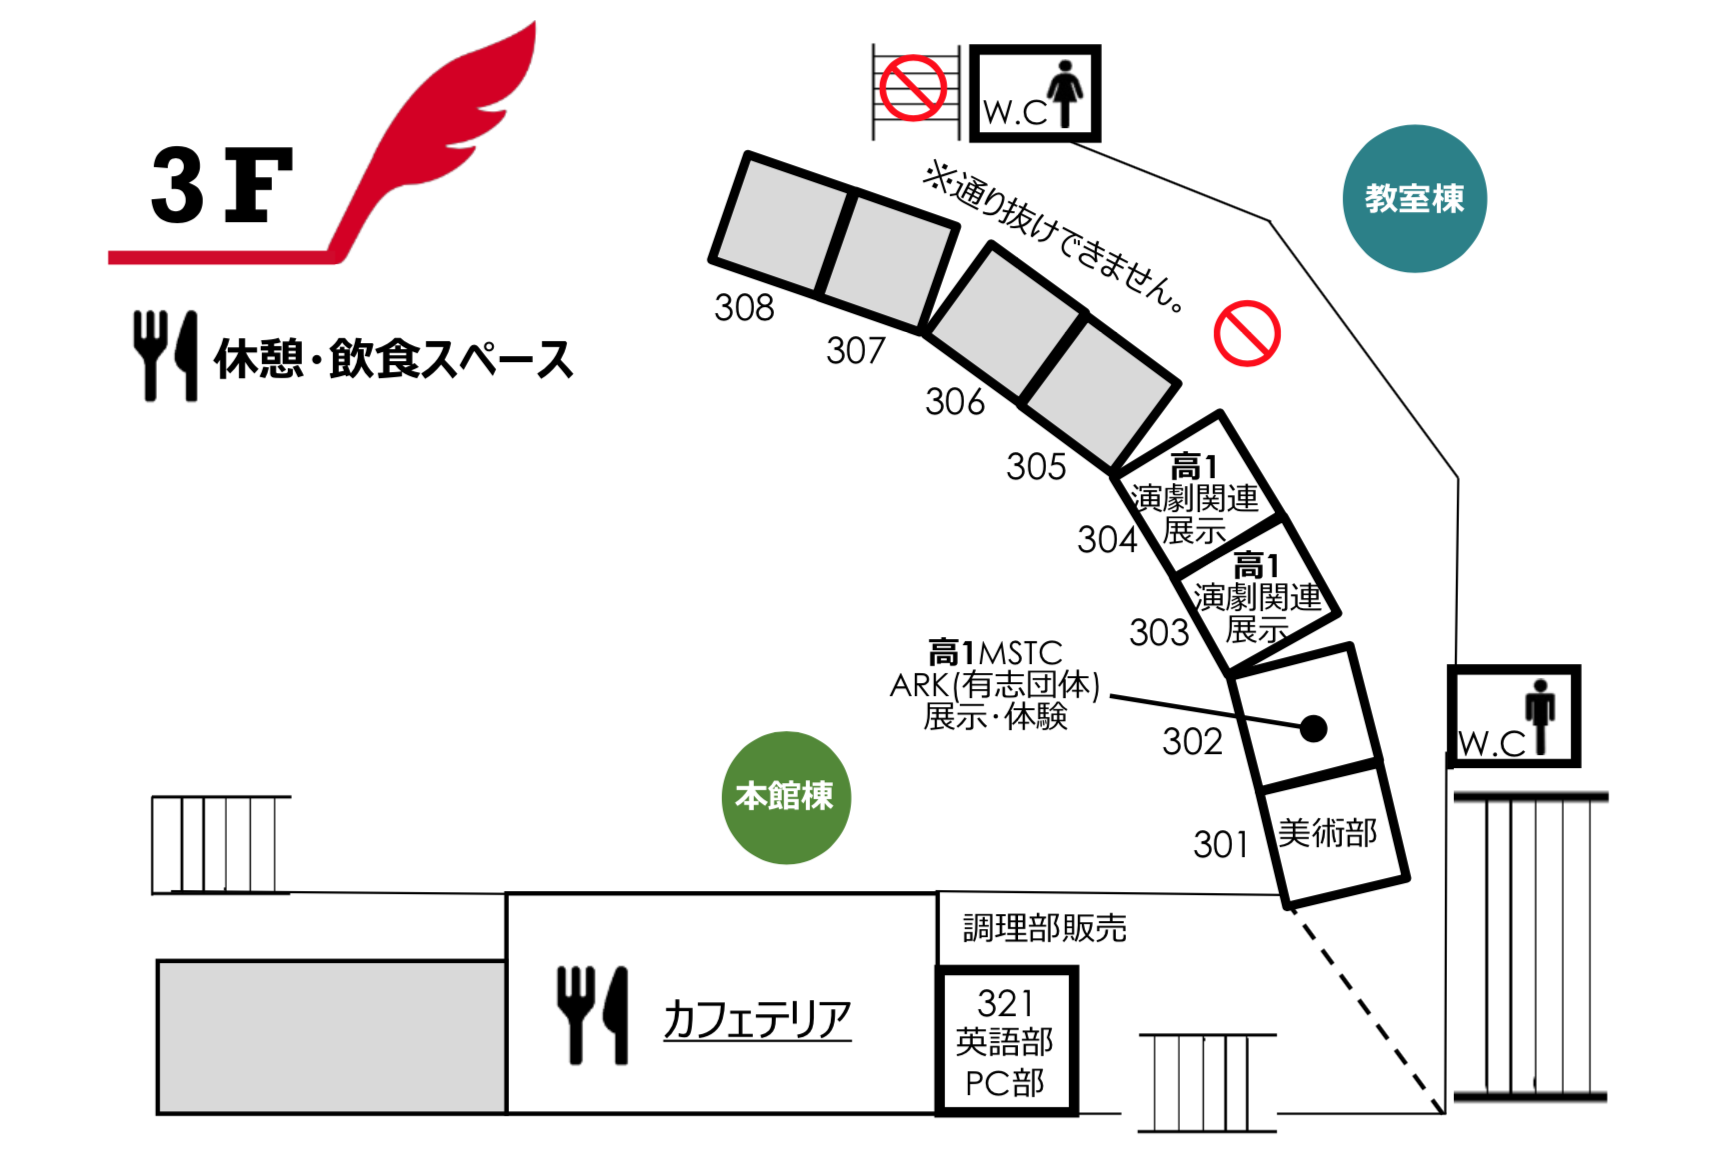 3F
休憩・飲食スペース
W.C
※通り抜けできません。
教室棟
308
307
306
305
高1
演劇関連
展示
304
高1
演劇関連
展示
303
高1MSTC
ARK(有志団体)
展示・体験
302
W.C
本館棟
301
美術部
調理部販売
カフェテリア
321
英語部
PC部